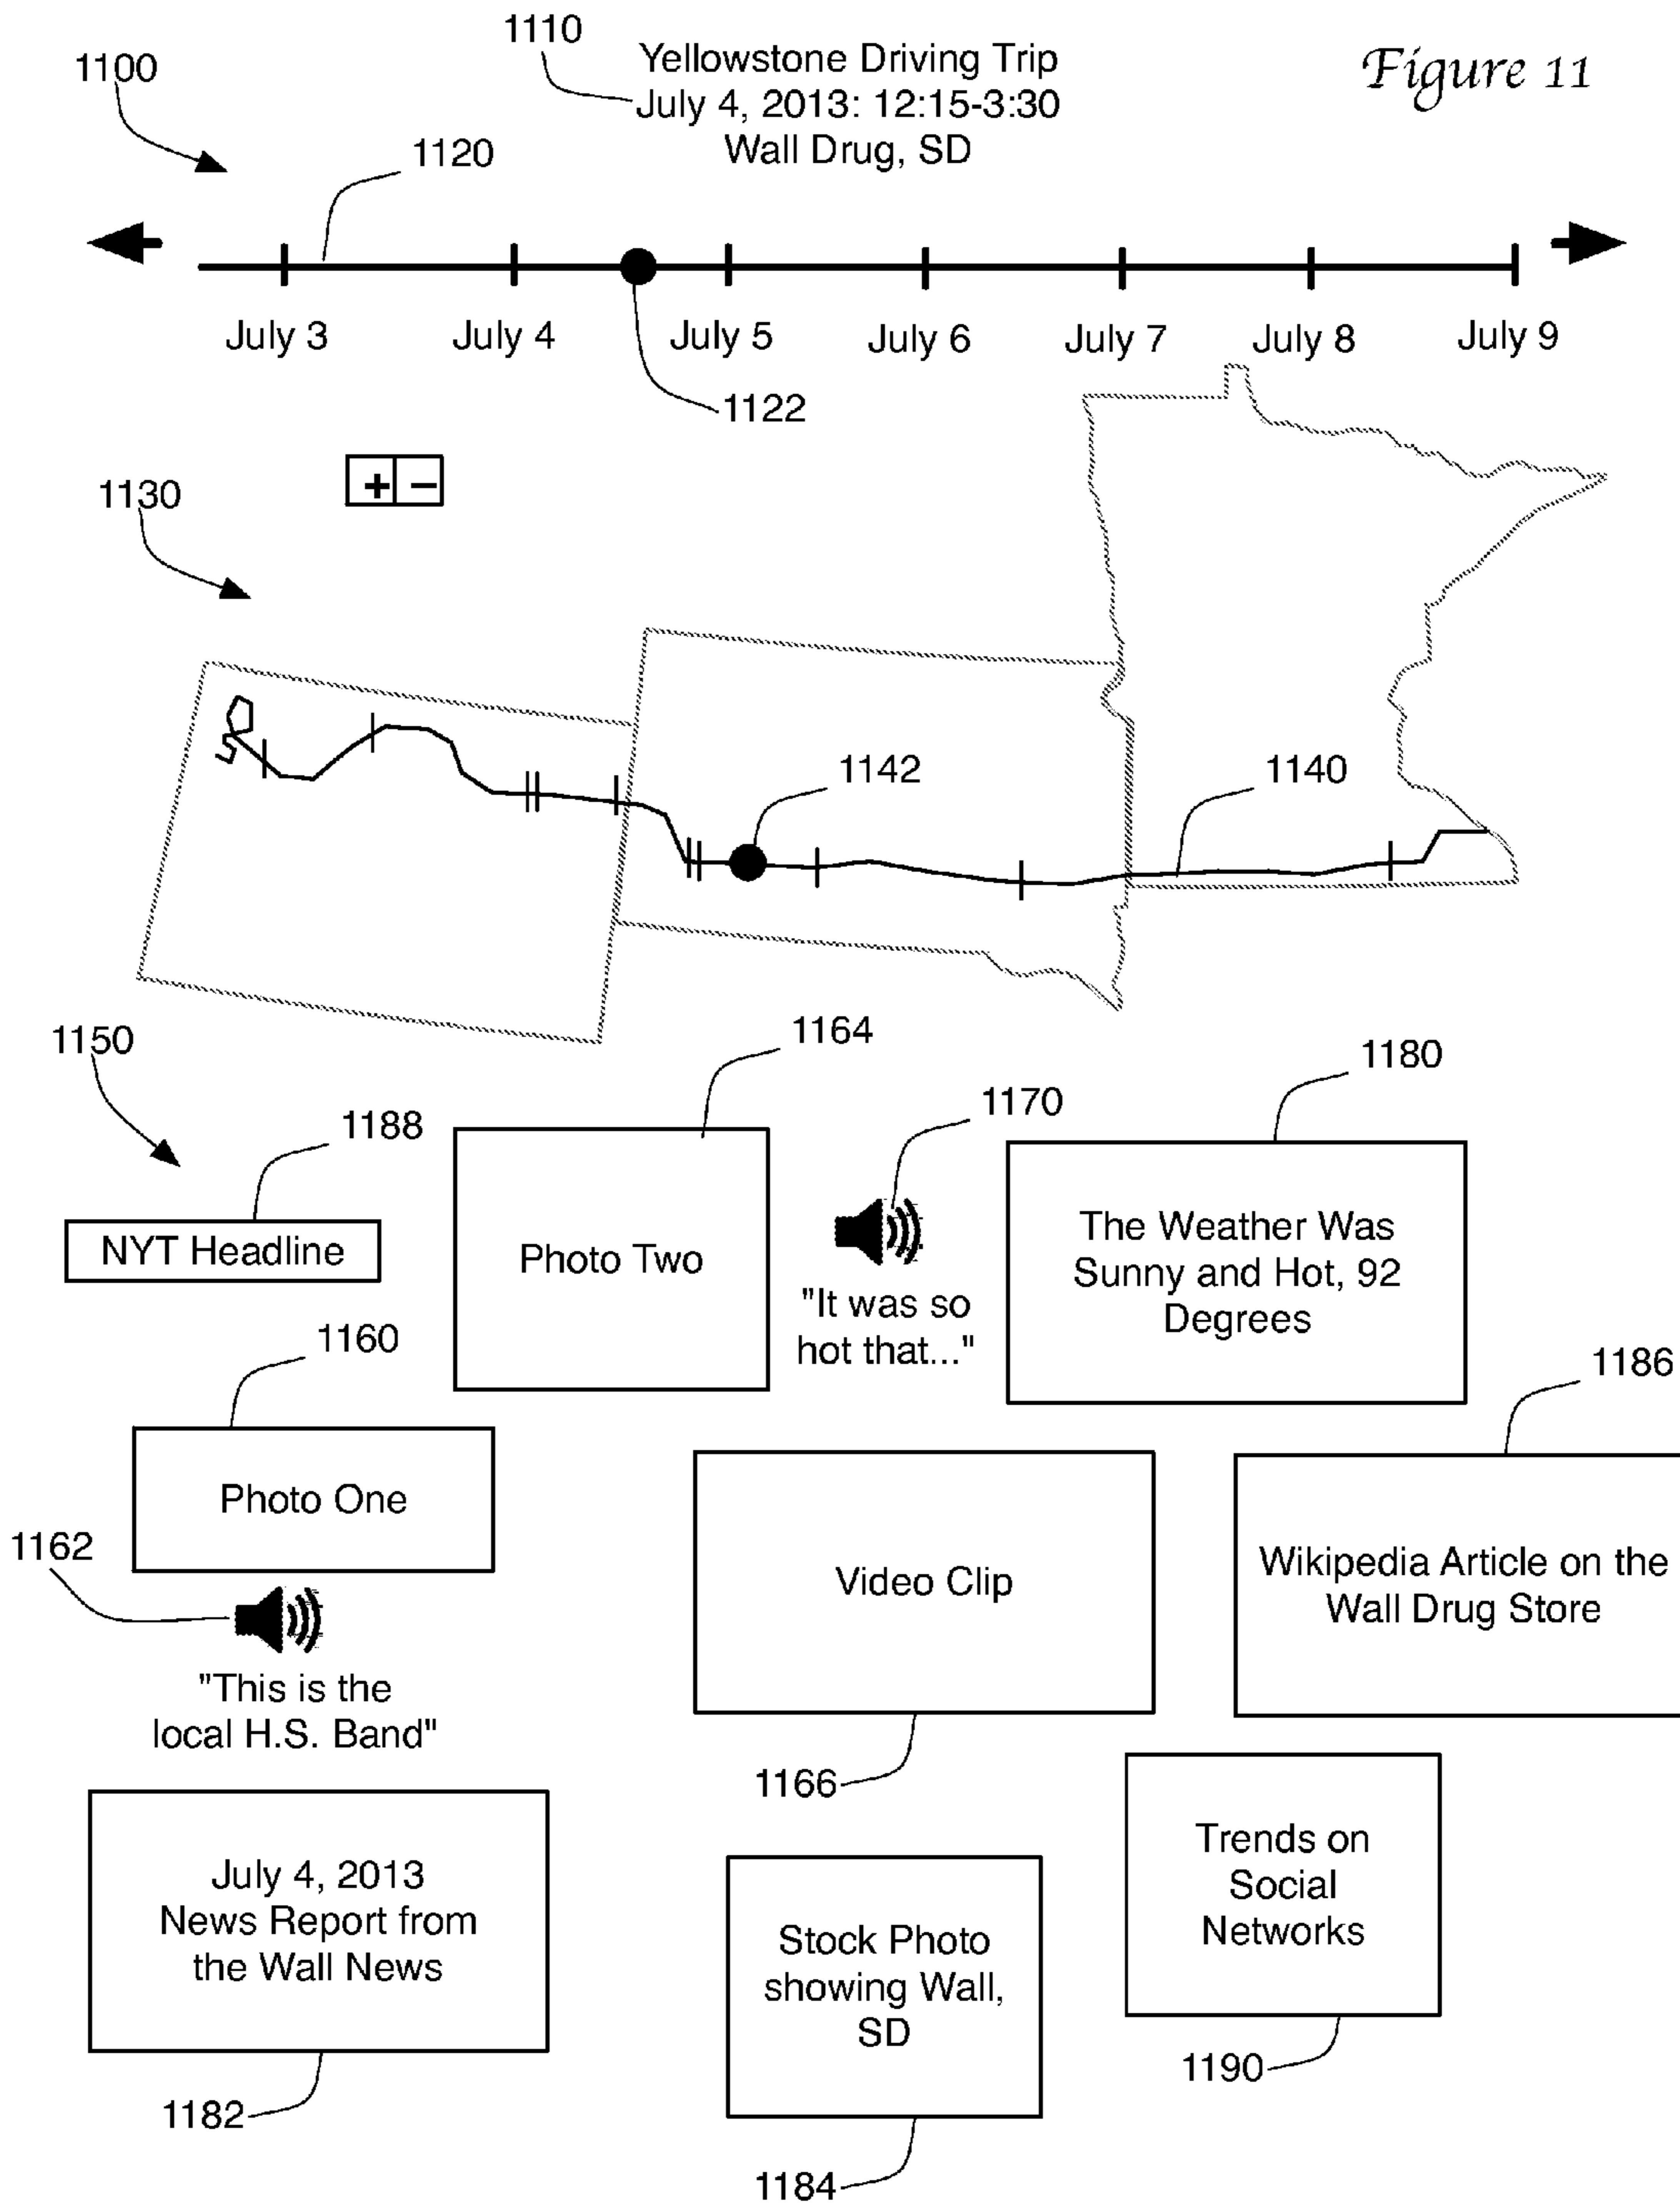 1110
Yellowstone Driving Trip
July 4, 2013: 12:15-3:30
Wall Drug, SD
Figure 11
1100
1120
July 3
July 4
July 5
July 6
July 7
July 8
July 9
1122
+ −
1130
1142
1140
1150
1164
1180
1188
1170
NYT Headline
Photo Two
"It was so
hot that..."
The Weather Was
Sunny and Hot, 92
Degrees
1160
1186
Photo One
Video Clip
Wikipedia Article on the
Wall Drug Store
1162
"This is the
local H.S. Band"
1166
July 4, 2013
News Report from
the Wall News
Stock Photo
showing Wall,
SD
Trends on
Social
Networks
1182
1184
1190